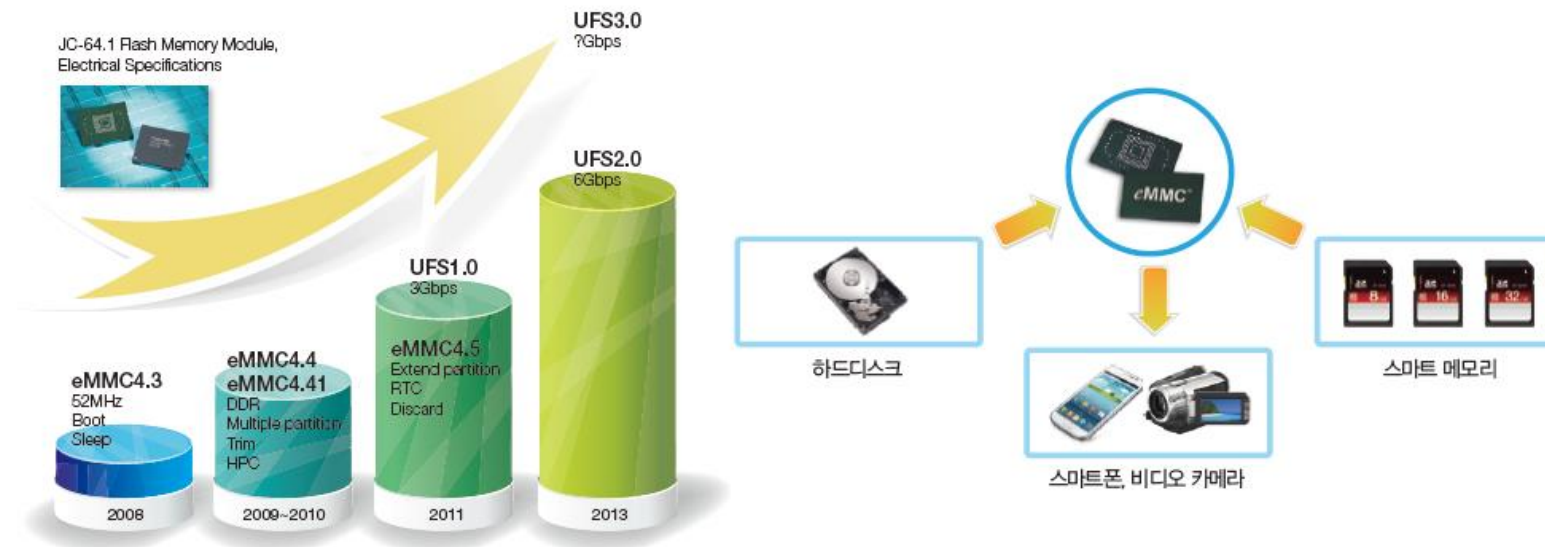 JC-64.1 Flash Memory Module,
Electrical Specifications
UFS3.0
?Gbps
UFS2.0
6Gbps
UFS1.0
3Gbps
eMMC4.5
Extend partition
RTC
Discard
eMMC4.4
eMMC4.41
DDR
Multiple partition
Trim
HPC
eMMC4.3
52MHz
Boot
Sleep
2008
2009~2010
2011
2013
eMMC
하드디스크
스마트폰, 비디오 카메라
8
16
32
스마트 메모리